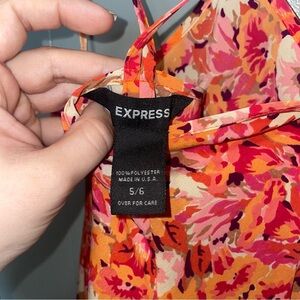 EXPRESS
100% POLYESTER
MADE IN U.S.A.
5/6
OVER FOR CARE